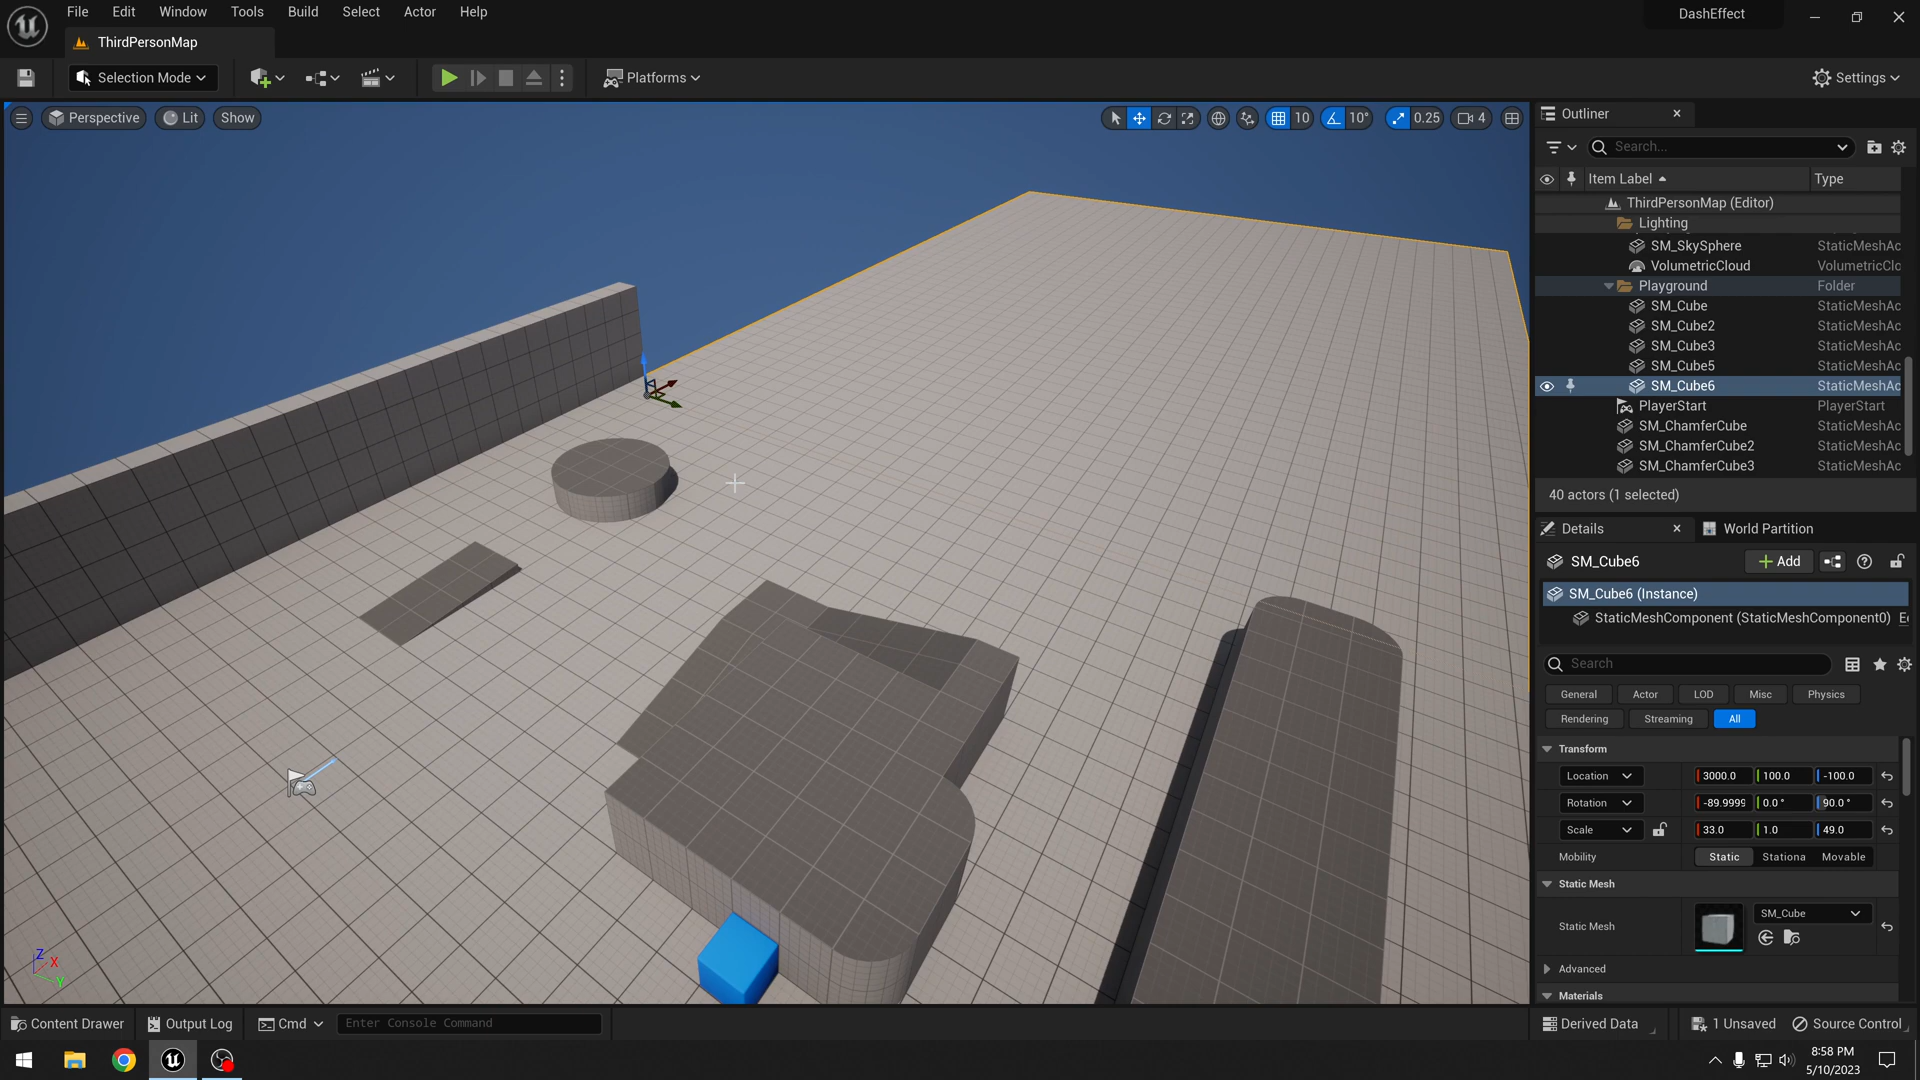 File Edit Window Tools Build Select Actor Help
DashEffect
ThirdPersonMap
Selection Mode
Platforms
Settings
Perspective
Lit
Show
10
10°
0.25
4
Outliner
Search...
Item Label
Type
ThirdPersonMap (Editor)
Lighting
SM_SkySphere StaticMeshAc
VolumetricCloud VolumetricClo
Playground Folder
SM_Cube StaticMeshAc
SM_Cube2 StaticMeshAc
SM_Cube3 StaticMeshAc
SM_Cube5 StaticMeshAc
SM_Cube6 StaticMeshAc
PlayerStart PlayerStart
SM_ChamferCube StaticMeshAc
SM_ChamferCube2 StaticMeshAc
SM_ChamferCube3 StaticMeshAc
40 actors (1 selected)
Details
World Partition
SM_Cube6
Add
SM_Cube6 (Instance)
StaticMeshComponent (StaticMeshComponent0)
Search
General Actor LOD Misc Physics
Rendering Streaming All
Transform
Location 3000.0 100.0 -100.0
Rotation -89.9999 0.0 ° 90.0 °
Scale 33.0 1.0 49.0
Mobility Static Stationa Movable
Static Mesh
Static Mesh
SM_Cube
Advanced
Materials
Z
X
Y
Content Drawer
Output Log
Cmd
Enter Console Command
Derived Data
1 Unsaved
Source Control
8:58 PM
5/10/2023